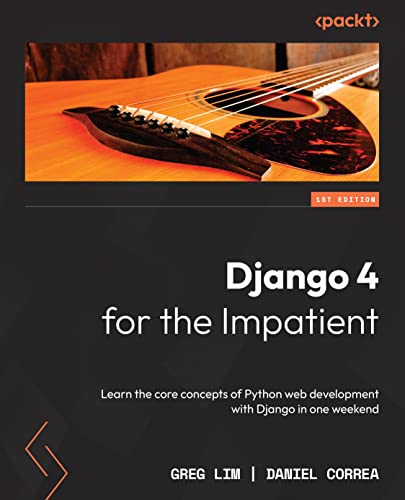 <packt>
1ST EDITION
Django 4
for the Impatient
Learn the core concepts of Python web development
with Django in one weekend
GREG LIM | DANIEL CORREA